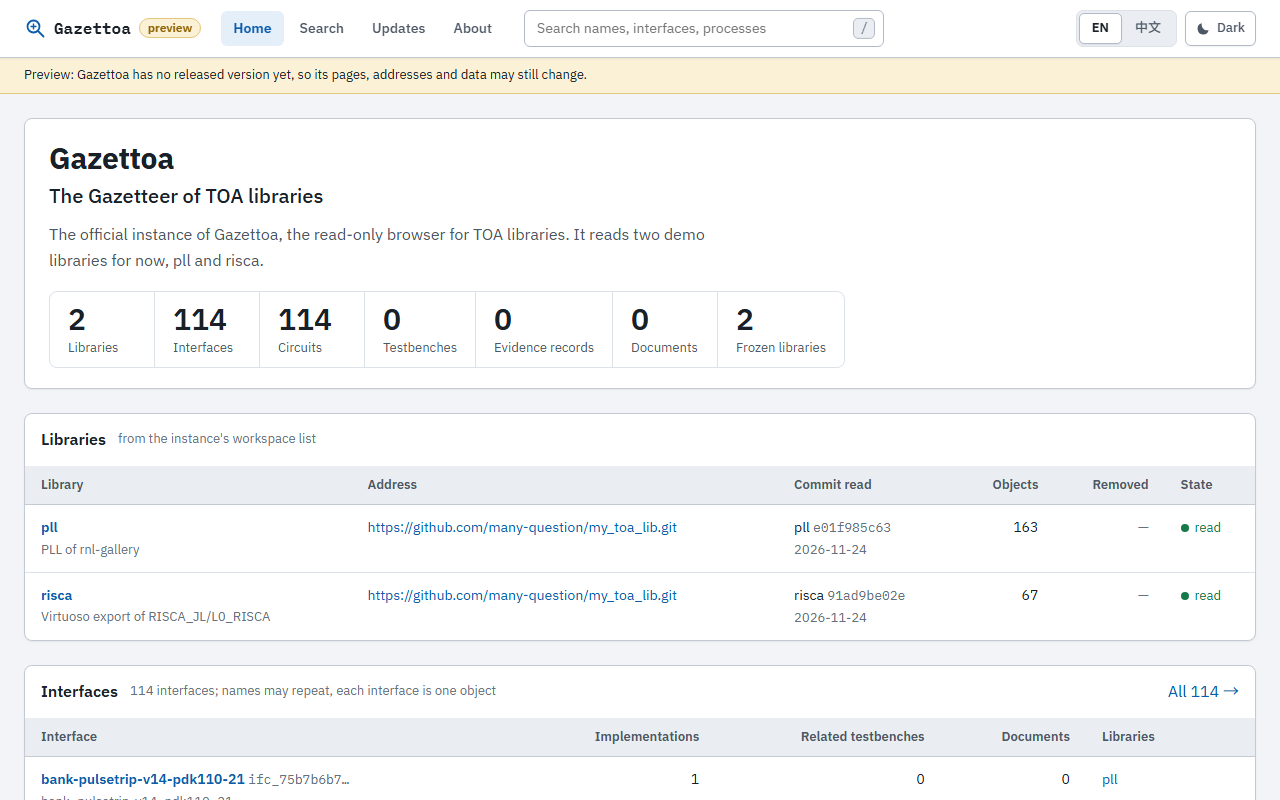 Gazettoa preview Home Search Updates About Search names, interfaces, processes / EN 中文 Dark
Preview: Gazettoa has no released version yet, so its pages, addresses and data may still change.
Gazettoa
The Gazetteer of TOA libraries
The official instance of Gazettoa, the read-only browser for TOA libraries. It reads two demo
libraries for now, pll and risca.
2 114 114 0 0 0 2
Libraries Interfaces Circuits Testbenches Evidence records Documents Frozen libraries
Libraries from the instance's workspace list
Library Address Commit read Objects Removed State
pll https://github.com/many-question/my_toa_lib.git pll e01f985c63 163 — read
PLL of rnl-gallery 2026-11-24
risca https://github.com/many-question/my_toa_lib.git risca 91ad9be02e 67 — read
Virtuoso export of RISCA_JL/L0_RISCA 2026-11-24
Interfaces 114 interfaces; names may repeat, each interface is one object All 114 →
Interface Implementations Related testbenches Documents Libraries
bank-pulsetrip-v14-pdk110-21 ifc_75b7b6b7… 1 0 0 pll
bank-pulsetrip-v14-pdk110-21